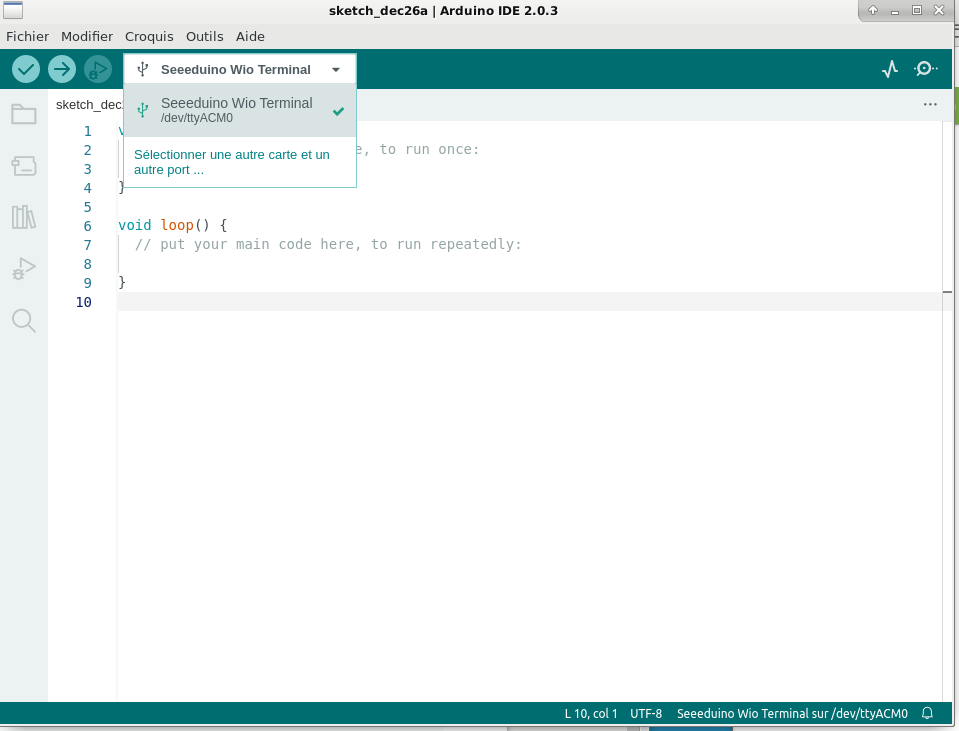 sketch_dec26a | Arduino IDE 2.0.3
Fichier Modifier Croquis Outils Aide
Seeeduino Wio Terminal
Seeeduino Wio Terminal
/dev/ttyACM0
Sélectionner une autre carte et un
autre port ...
sketch_dec
...
1 v
2 e, to run once:
3
4 }
5
6 void loop() {
7 // put your main code here, to run repeatedly:
8
9 }
10
L 10, col 1 UTF-8 Seeeduino Wio Terminal sur /dev/ttyACM0